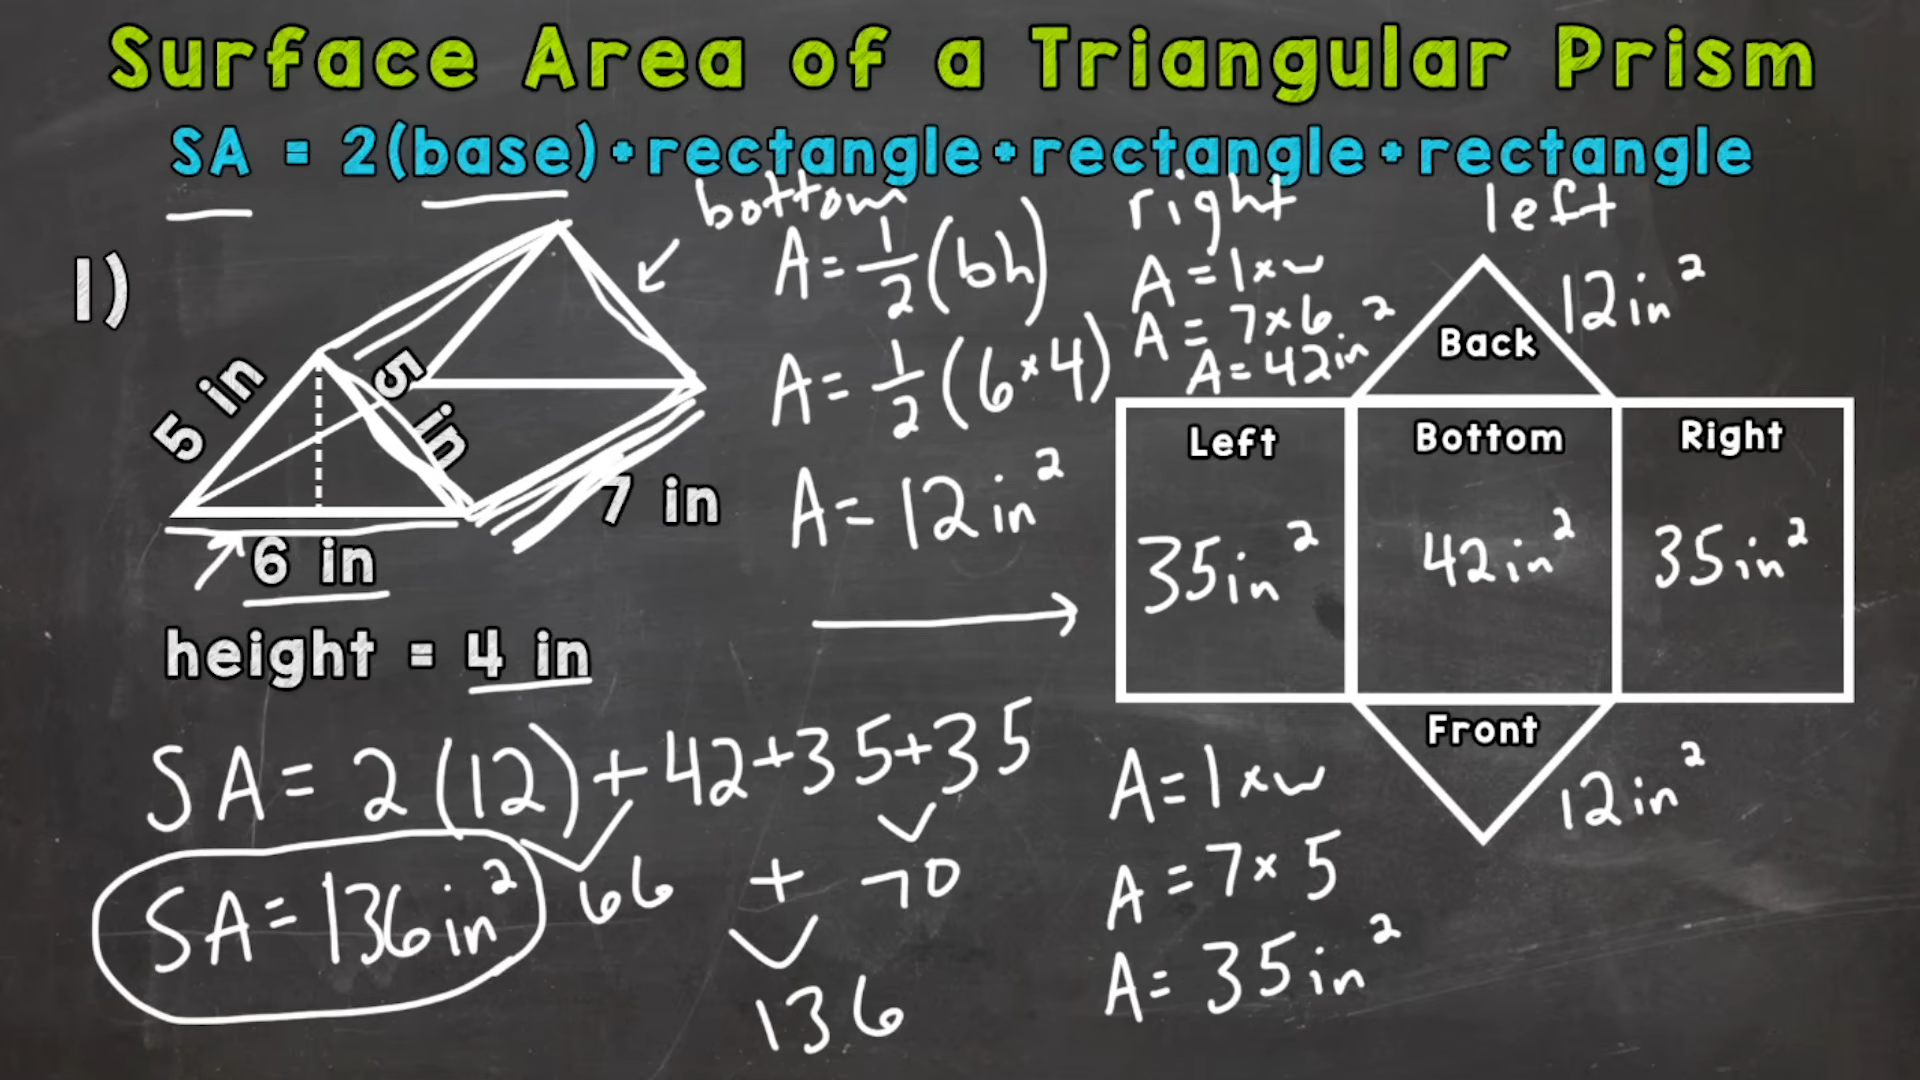 Surface Area of a Triangular Prism
SA = 2(base)+rectangle+rectangle+rectangle
bottom
right
left
1)
5 in
5 in
7 in
6 in
height = 4 in
A = 1/2 (bh)
A = 1/2 (6×4)
A = 12in²
A = l×w
A = 7×6
A = 42in²
Back
12in²
Left
Bottom
Right
35in²
42in²
35in²
Front
12in²
SA = 2(12)+42+35+35
66 + 70
136
SA = 136in²
A = l×w
A = 7×5
A = 35in²